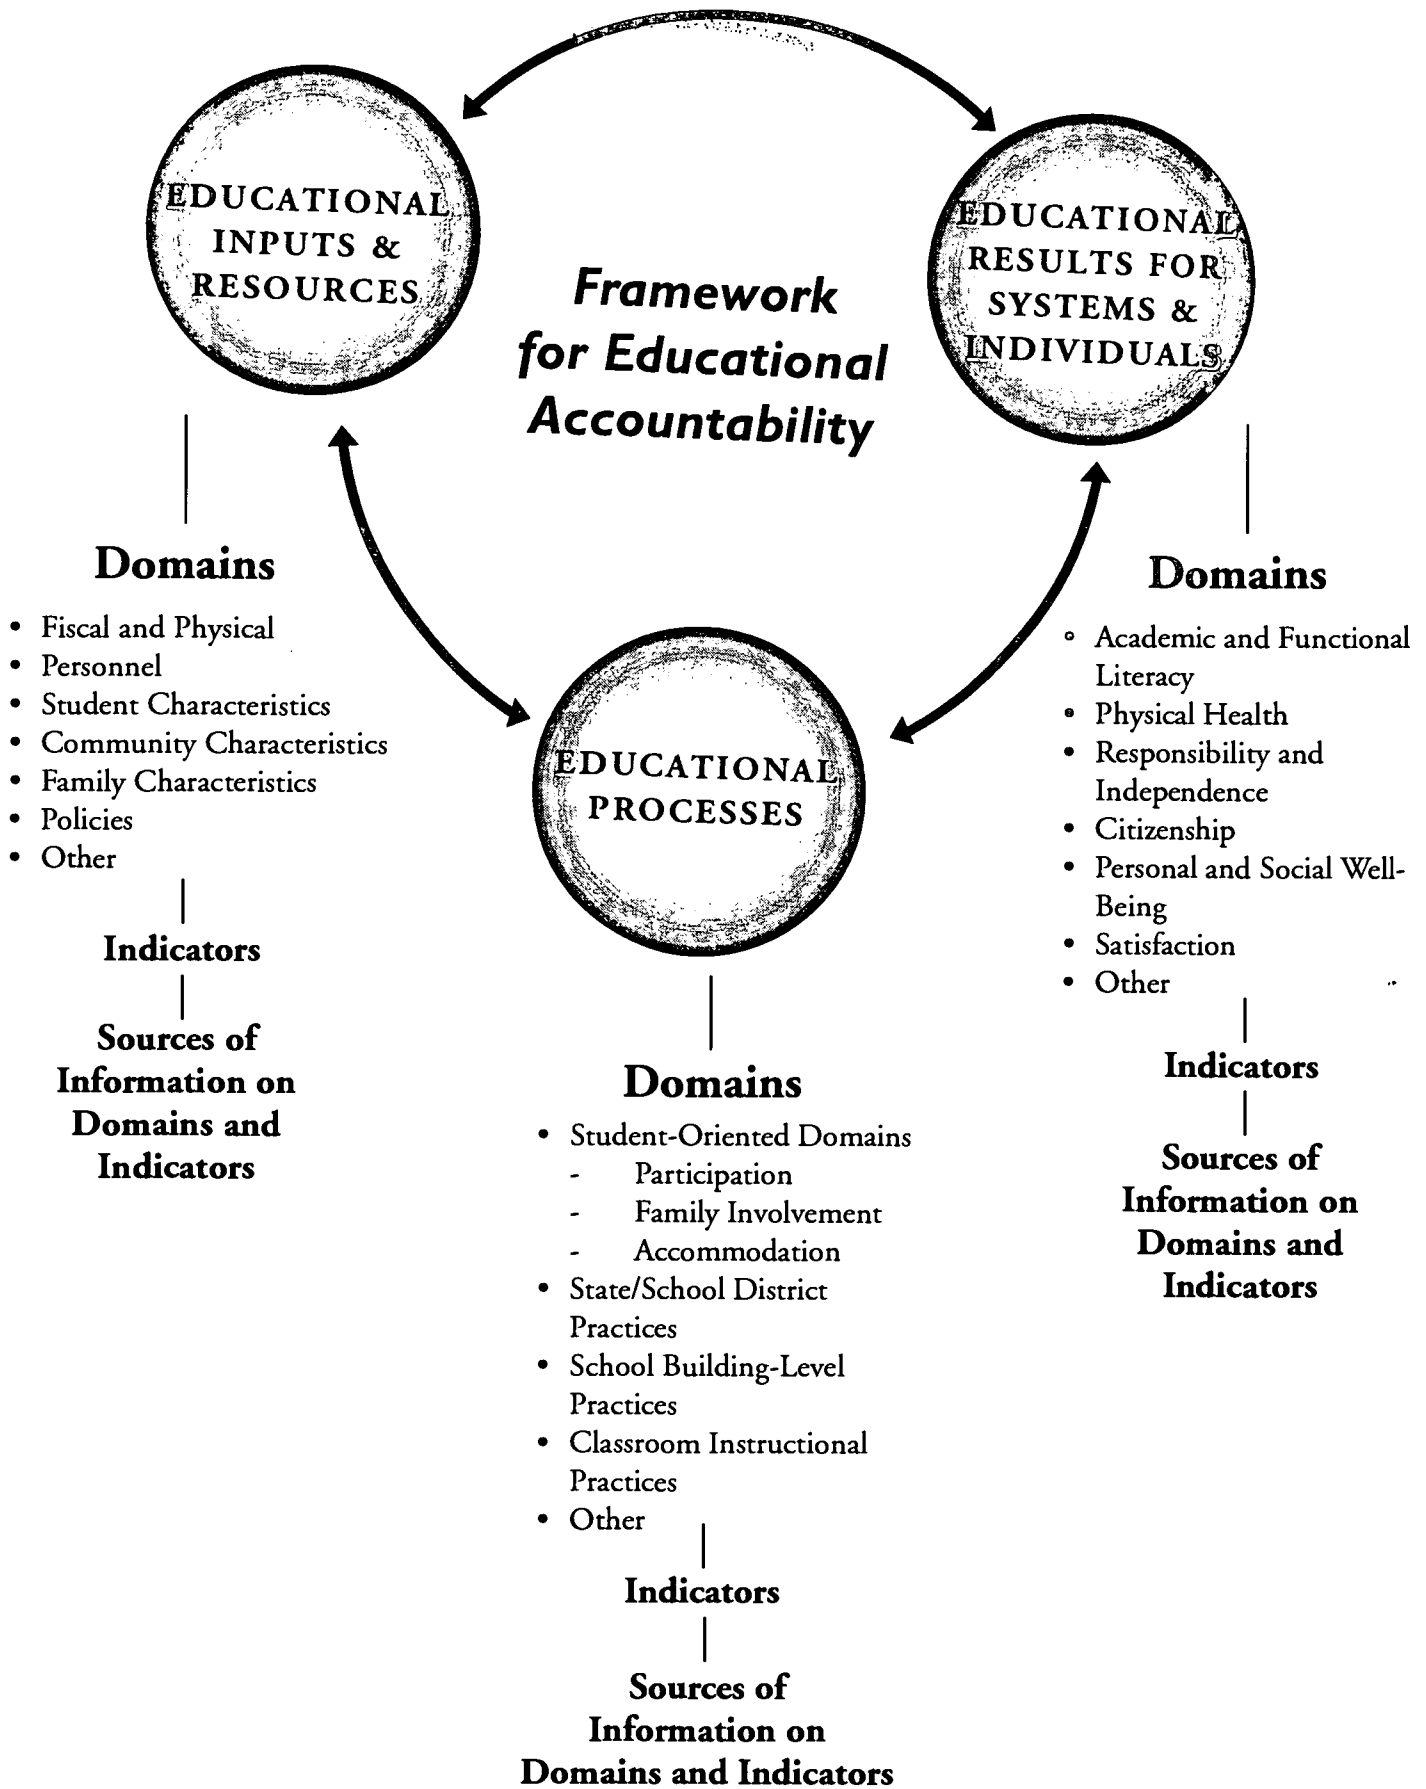 EDUCATIONAL
INPUTS &
RESOURCES
Framework
for Educational
Accountability
EDUCATIONAL
RESULTS FOR
SYSTEMS &
INDIVIDUALS
EDUCATIONAL
PROCESSES
Domains
• Fiscal and Physical
• Personnel
• Student Characteristics
• Community Characteristics
• Family Characteristics
• Policies
• Other
Indicators
Sources of
Information on
Domains and
Indicators
Domains
• Student-Oriented Domains
- Participation
- Family Involvement
- Accommodation
• State/School District
Practices
• School Building-Level
Practices
• Classroom Instructional
Practices
• Other
Indicators
Sources of
Information on
Domains and Indicators
Domains
• Academic and Functional
Literacy
• Physical Health
• Responsibility and
Independence
• Citizenship
• Personal and Social Well-
Being
• Satisfaction
• Other
Indicators
Sources of
Information on
Domains and
Indicators